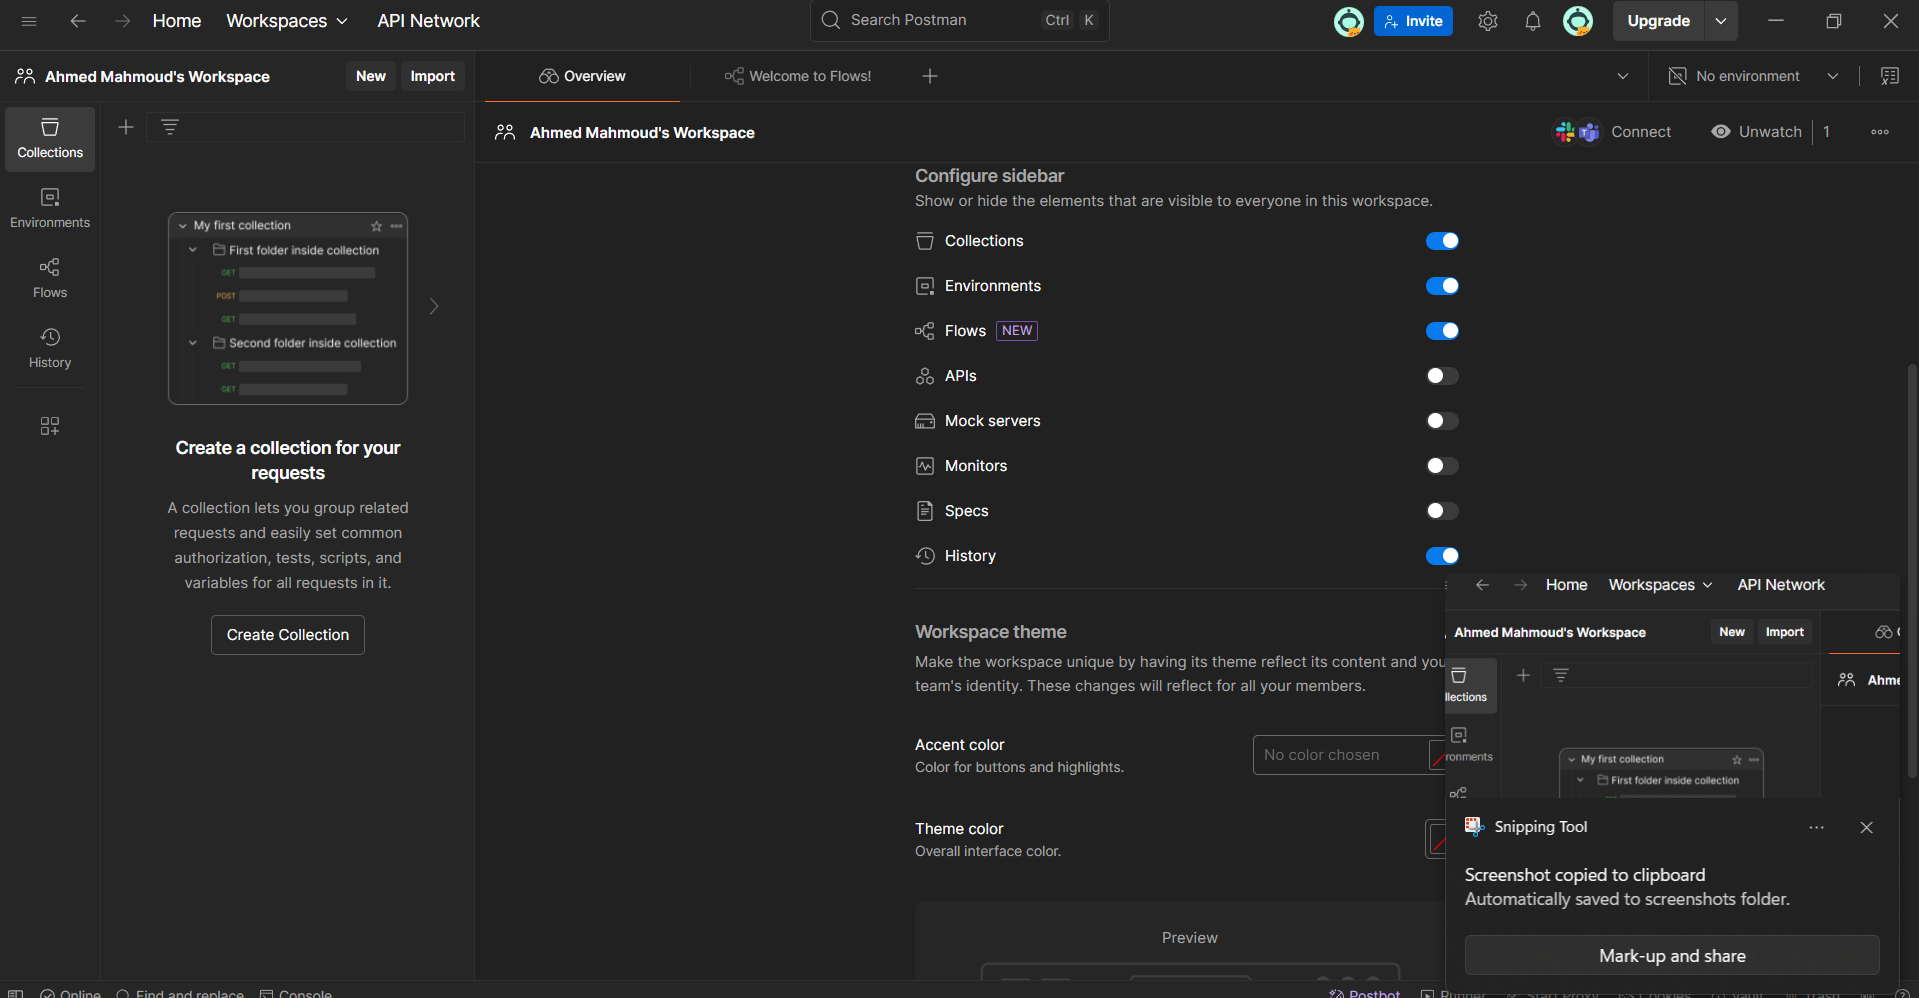 Home Workspaces API Network
Search Postman Ctrl K
Invite
Upgrade
Ahmed Mahmoud's Workspace New Import
Overview Welcome to Flows!
No environment
Collections
Environments
Flows
History
My first collection
First folder inside collection
GET
POST
GET
Second folder inside collection
GET
GET
Create a collection for your
requests
A collection lets you group related
requests and easily set common
authorization, tests, scripts, and
variables for all requests in it.
Create Collection
Ahmed Mahmoud's Workspace
Connect Unwatch 1
Configure sidebar
Show or hide the elements that are visible to everyone in this workspace.
Collections
Environments
Flows NEW
APIs
Mock servers
Monitors
Specs
History
Workspace theme
Make the workspace unique by having its theme reflect its content and you
team's identity. These changes will reflect for all your members.
Accent color
Color for buttons and highlights.
No color chosen
Theme color
Overall interface color.
Preview
Home Workspaces API Network
Ahmed Mahmoud's Workspace New Import
Ahme
llections
ronments
My first collection
First folder inside collection
Snipping Tool
Screenshot copied to clipboard
Automatically saved to screenshots folder.
Mark-up and share
Online Find and replace Console
Postbot Runner Start Proxy Cookies Vault Trash